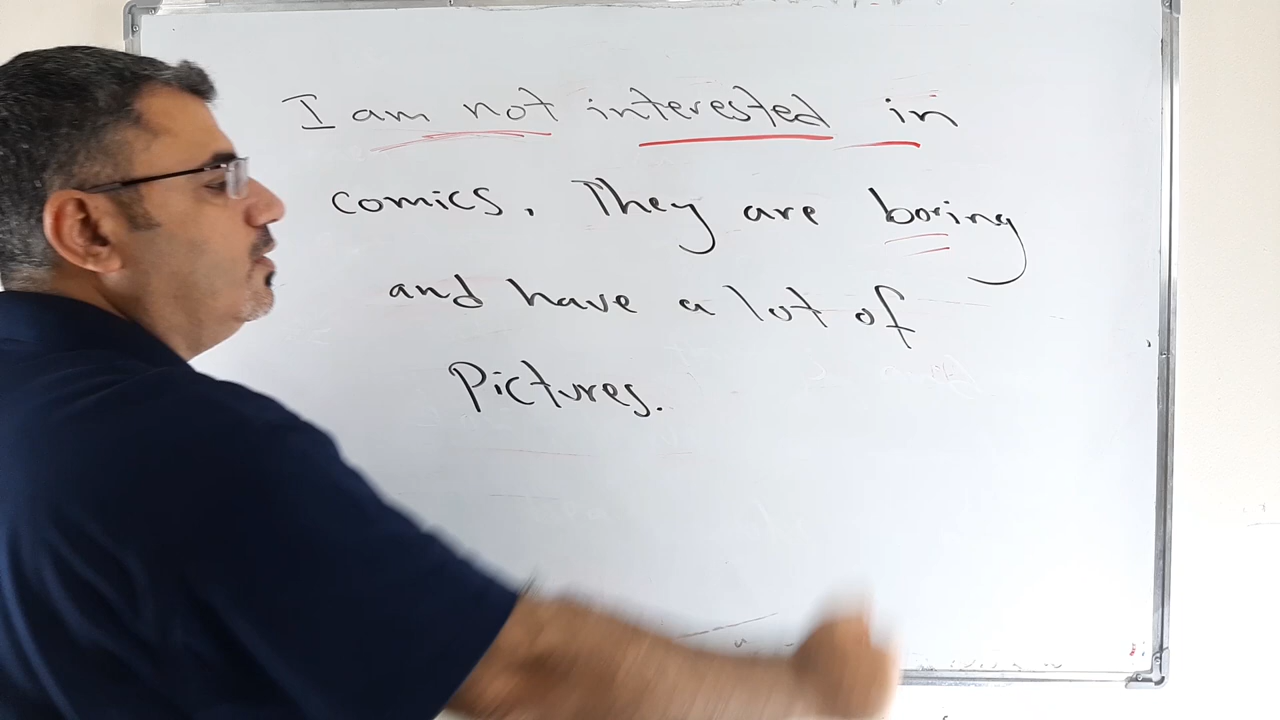 I am not interested in
comics. They are boring
and have a lot of
Pictures.